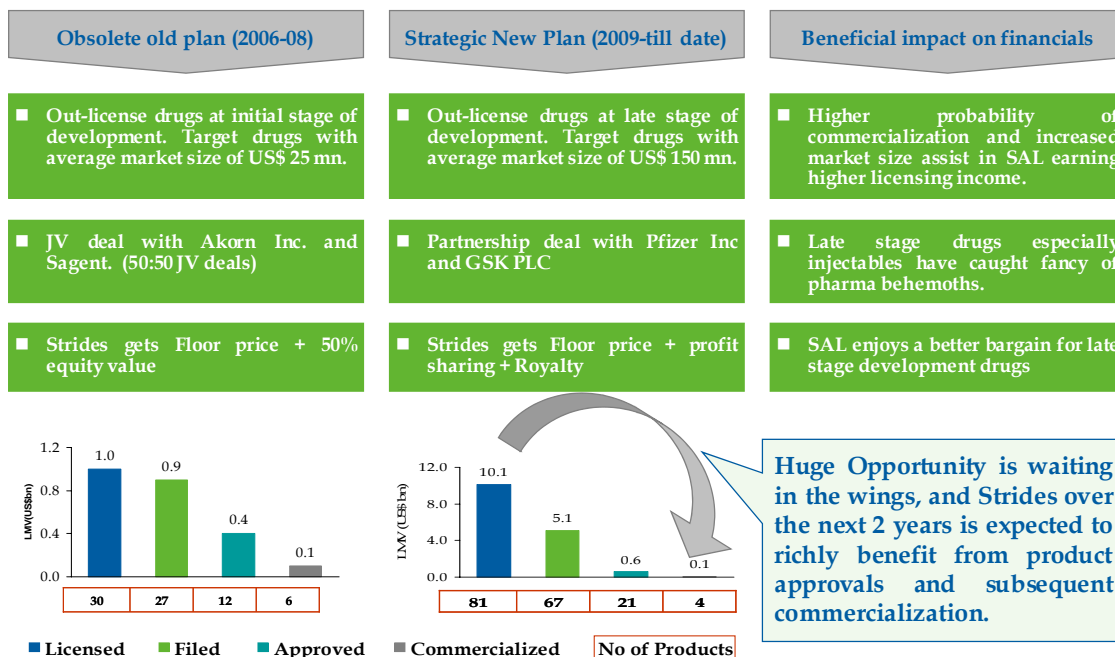 Obsolete old plan (2006-08)
Strategic New Plan (2009-till date)
Beneficial impact on financials
Out-license drugs at initial stage of
development. Target drugs with
average market size of US$ 25 mn.
Out-license drugs at late stage of
development. Target drugs with
average market size of US$ 150 mn.
Higher probability of
commercialization and increased
market size assist in SAL earning
higher licensing income.
JV deal with Akorn Inc. and
Sagent. (50:50 JV deals)
Partnership deal with Pfizer Inc
and GSK PLC
Late stage drugs especially
injectables have caught fancy of
pharma behemoths.
Strides gets Floor price + 50%
equity value
Strides gets Floor price + profit
sharing + Royalty
SAL enjoys a better bargain for late
stage development drugs
LMV(US$bn)
1.2
0.8
0.4
0.0
1.0
0.9
0.4
0.1
30 27 12 6
LMV (US$ bn)
12.0
8.0
4.0
0.0
10.1
5.1
0.6
0.1
81 67 21 4
Huge Opportunity is waiting
in the wings, and Strides over
the next 2 years is expected to
richly benefit from product
approvals and subsequent
commercialization.
Licensed Filed Approved Commercialized No of Products